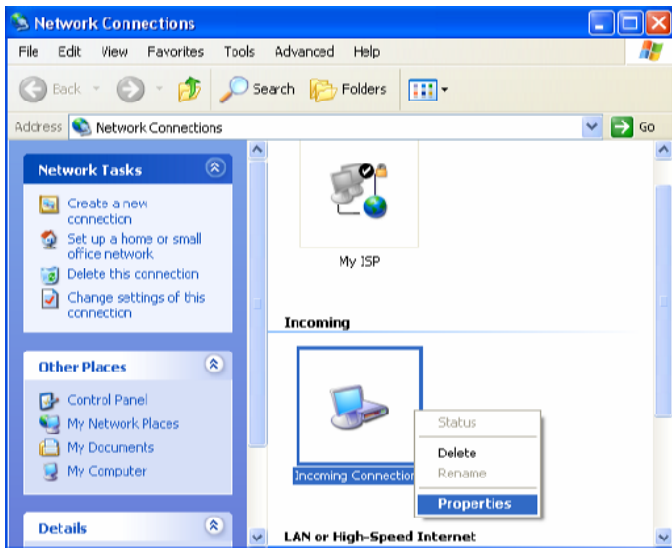 Network Connections
File Edit View Favorites Tools Advanced Help
Back Search Folders
Address Network Connections Go
Network Tasks
Create a new
connection
Set up a home or small
office network
Delete this connection
Change settings of this
connection
Other Places
Control Panel
My Network Places
My Documents
My Computer
Details
My ISP
Incoming
Incoming Connection
Status
Delete
Rename
Properties
LAN or High-Speed Internet